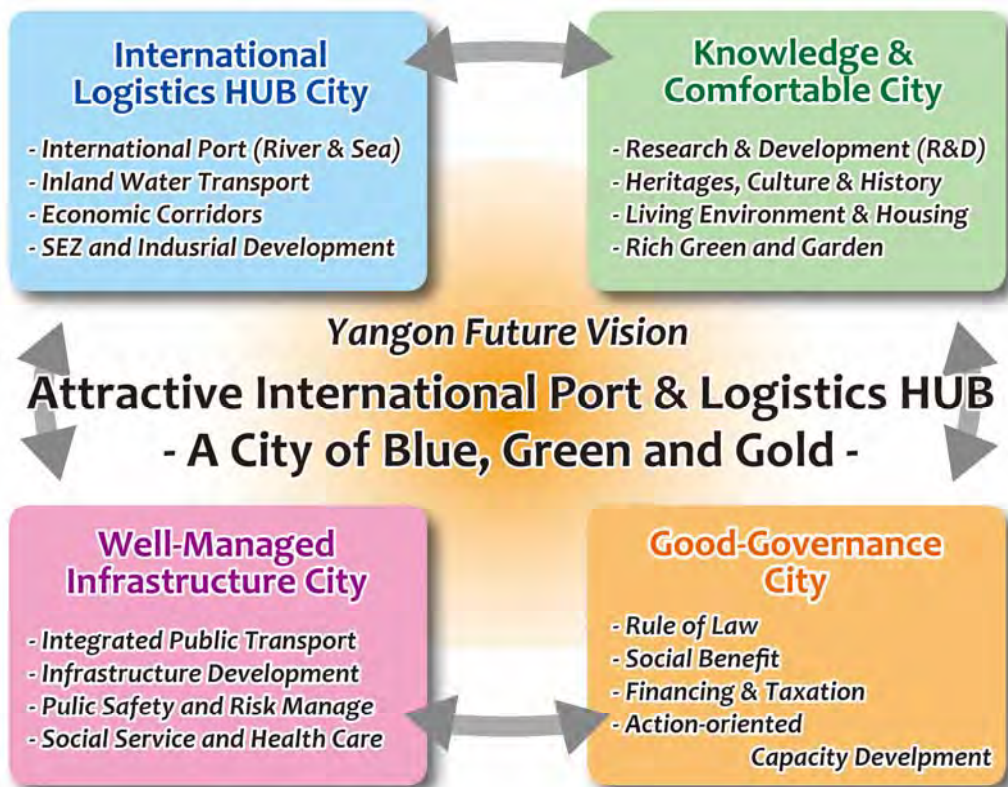 International
Logistics HUB City
- International Port (River & Sea)
- Inland Water Transport
- Economic Corridors
- SEZ and Indusrial Development
Knowledge &
Comfortable City
- Research & Development (R&D)
- Heritages, Culture & History
- Living Environment & Housing
- Rich Green and Garden
Yangon Future Vision
Attractive International Port & Logistics HUB
- A City of Blue, Green and Gold -
Well-Managed
Infrastructure City
- Integrated Public Transport
- Infrastructure Development
- Pulic Safety and Risk Manage
- Social Service and Health Care
Good-Governance
City
- Rule of Law
- Social Benefit
- Financing & Taxation
- Action-oriented
Capacity Develpment